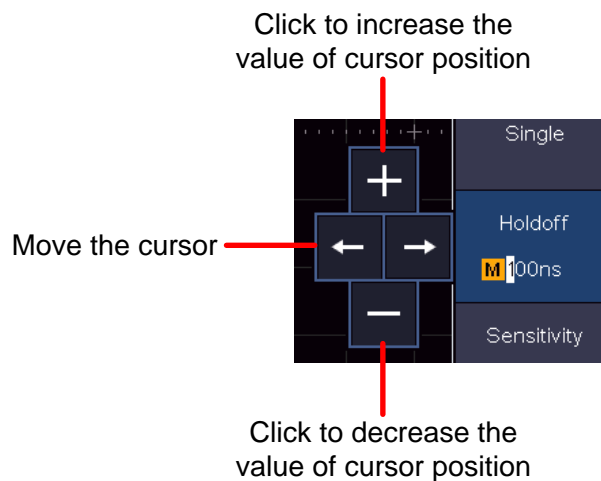 Click to increase the
value of cursor position
Single
Move the cursor
Holdoff
M 100ns
Sensitivity
Click to decrease the
value of cursor position